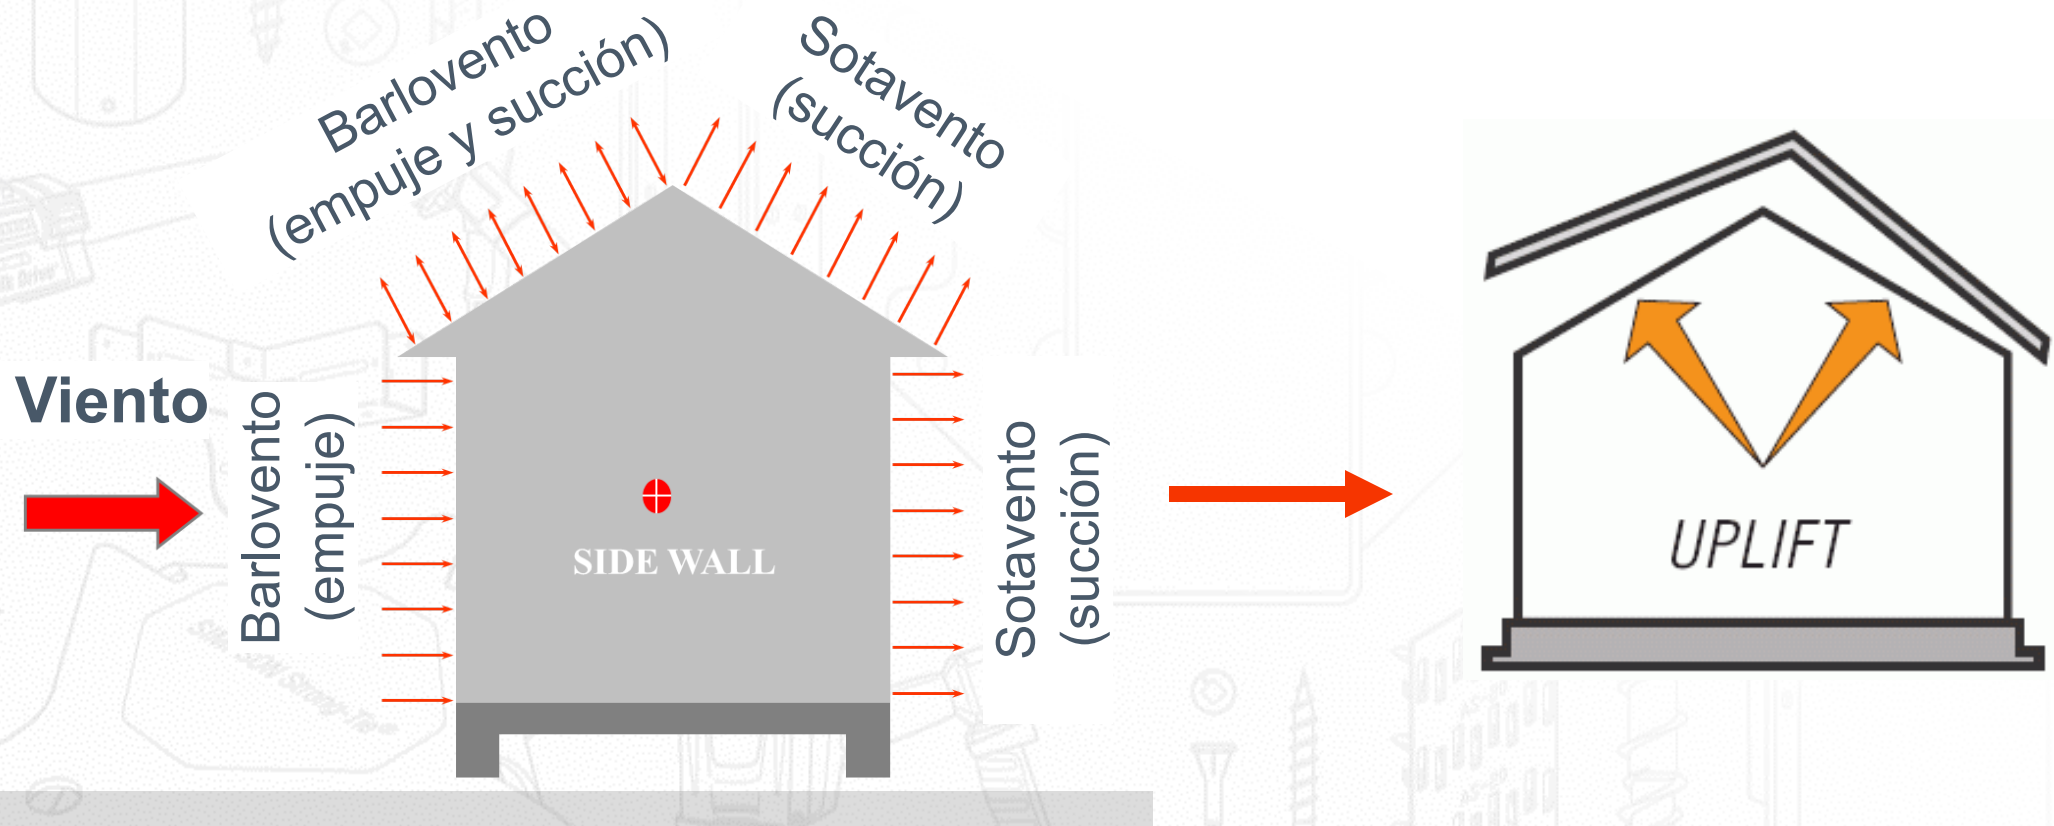 Barlovento
(empuje y succión)
Sotavento
(succión)
Viento
Barlovento
(empuje)
SIDE WALL
Sotavento
(succión)
UPLIFT